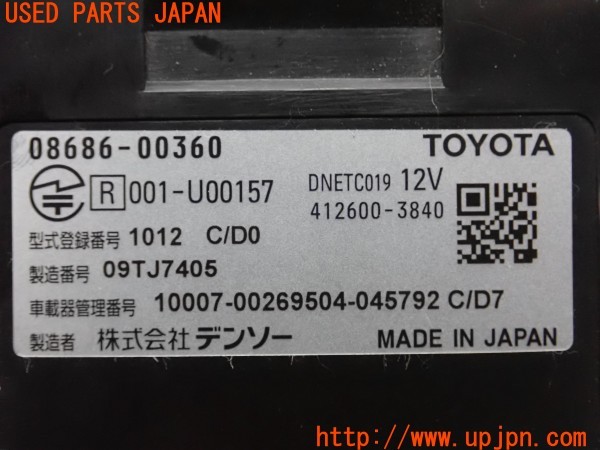 USED PARTS JAPAN
08686-00360 TOYOTA
R 001-U00157 DNETC019 12V
412600-3840
型式登録番号 1012 C/D0
製造番号 09TJ7405
車載器管理番号 10007-00269504-045792 C/D7
製造者 株式会社 デンソー MADE IN JAPAN
http://www.upjpn.com